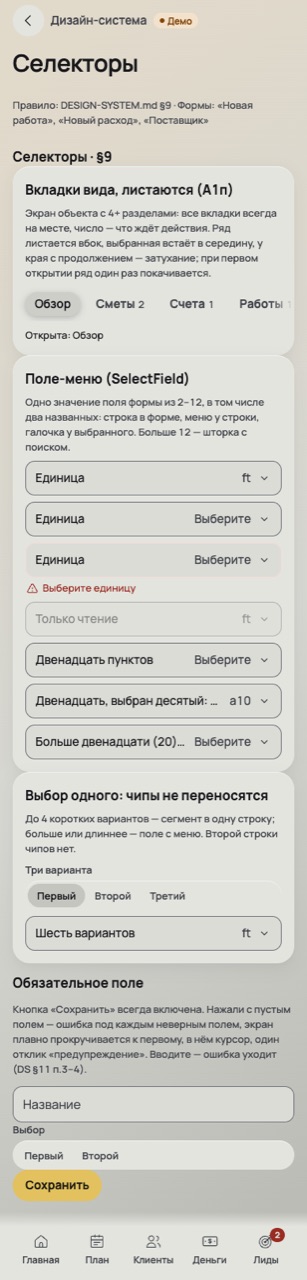 Дизайн-система Демо
Селекторы
Правило: DESIGN-SYSTEM.md §9 · Формы: «Новая
работа», «Новый расход», «Поставщик»
Селекторы · §9
Вкладки вида, листаются (А1п)
Экран объекта с 4+ разделами: все вкладки всегда
на месте, число — что ждёт действия. Ряд
листается вбок, выбранная встаёт в середину, у
края с продолжением — затухание; при первом
открытии ряд один раз покачивается.
Обзор Сметы 2 Счета 1 Работы 1
Открыта: Обзор
Поле-меню (SelectField)
Одно значение поля формы из 2–12, в том числе
два названных: строка в форме, меню у строки,
галочка у выбранного. Больше 12 — шторка с
поиском.
Единица ft
Единица Выберите
Единица Выберите
Выберите единицу
Только чтение ft
Двенадцать пунктов Выберите
Двенадцать, выбран десятый: ... a10
Больше двенадцати (20)... Выберите
Выбор одного: чипы не переносятся
До 4 коротких вариантов — сегмент в одну строку;
больше или длиннее — поле с меню. Второй строки
чипов нет.
Три варианта
Первый Второй Третий
Шесть вариантов ft
Обязательное поле
Кнопка «Сохранить» всегда включена. Нажали с пустым
полем — ошибка под каждым неверным полем, экран
плавно прокручивается к первому, в нём курсор, один
отклик «предупреждение». Вводите — ошибка уходит
(DS §11 п.3–4).
Название
Выбор
Первый Второй
Сохранить
2
Главная План Клиенты Деньги Лиды